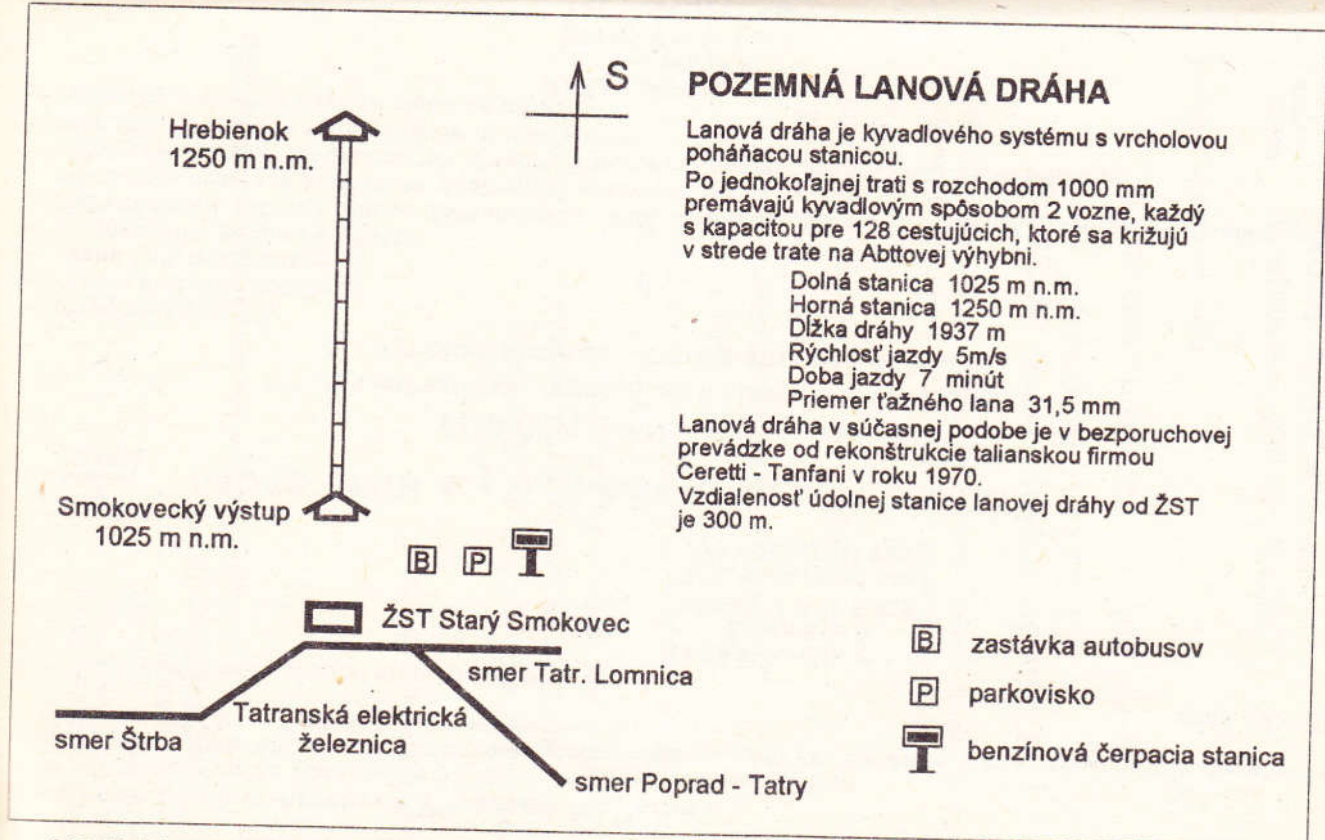 S
Hrebienok
1250 m n.m.
Smokovecký výstup
1025 m n.m.
B P
ŽST Starý Smokovec
smer Tatr. Lomnica
Tatranská elektrická
železnica
smer Štrba
smer Poprad - Tatry
POZEMNÁ LANOVÁ DRÁHA
Lanová dráha je kyvadlového systému s vrcholovou
poháňacou stanicou.
Po jednokoľajnej trati s rozchodom 1000 mm
premávajú kyvadlovým spôsobom 2 vozne, každý
s kapacitou pre 128 cestujúcich, ktoré sa križujú
v strede trate na Abttovej výhybni.
Dolná stanica 1025 m n.m.
Horná stanica 1250 m n.m.
Dĺžka dráhy 1937 m
Rýchlosť jazdy 5m/s
Doba jazdy 7 minút
Priemer ťažného lana 31,5 mm
Lanová dráha v súčasnej podobe je v bezporuchovej
prevádzke od rekonštrukcie talianskou firmou
Ceretti - Tanfani v roku 1970.
Vzdialenosť údolnej stanice lanovej dráhy od ŽST
je 300 m.
B zastávka autobusov
P parkovisko
benzínová čerpacia stanica